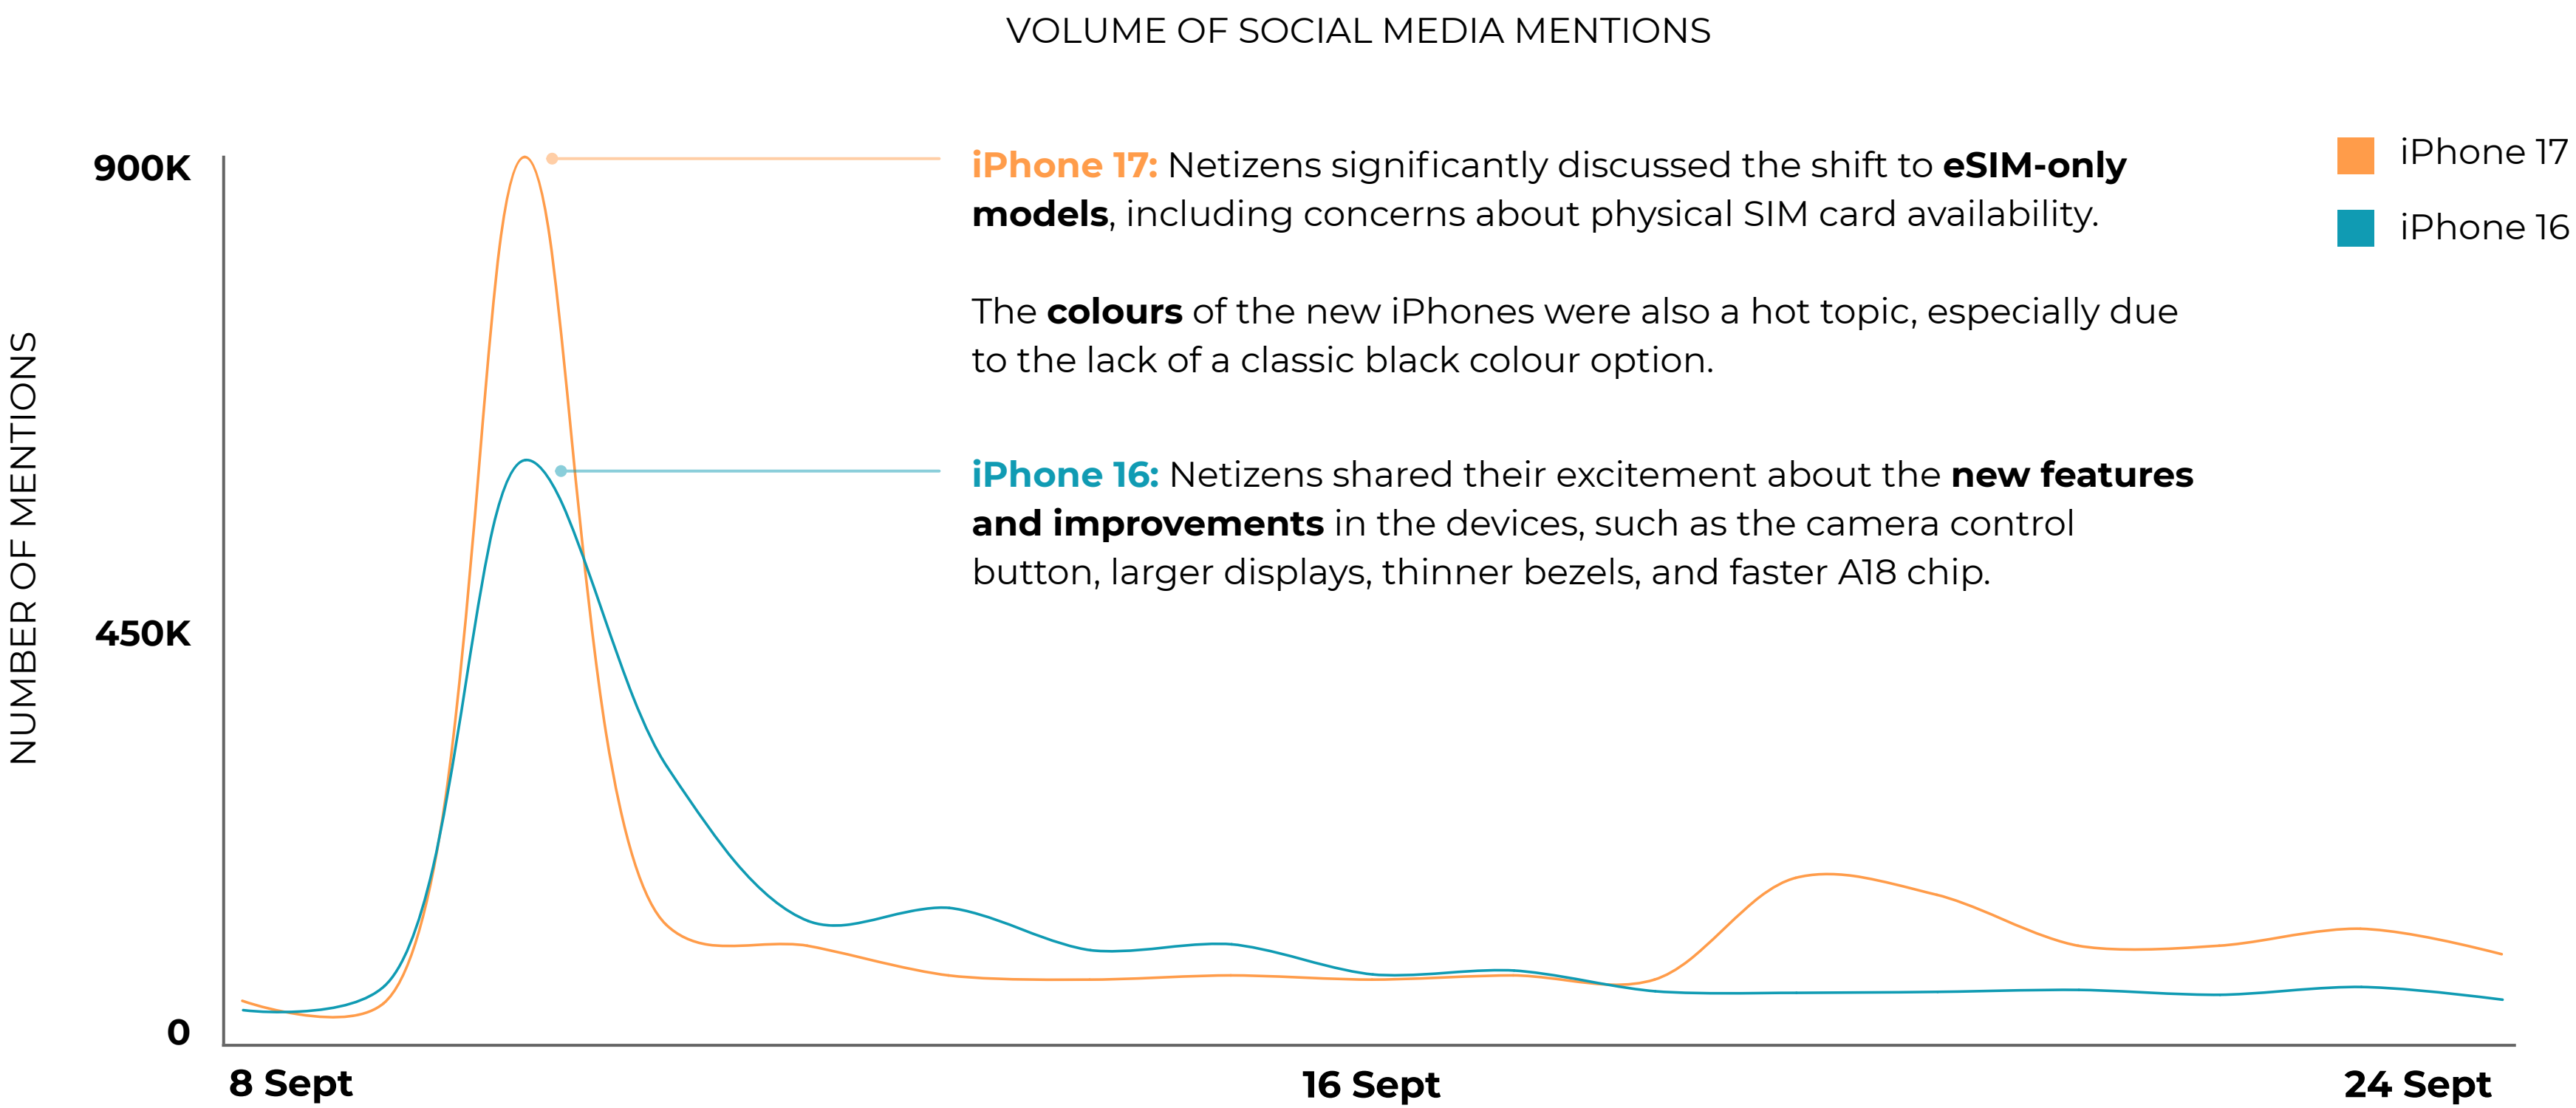 VOLUME OF SOCIAL MEDIA MENTIONS
NUMBER OF MENTIONS
900K
450K
0
iPhone 17: Netizens significantly discussed the shift to eSIM-only
models, including concerns about physical SIM card availability.
The colours of the new iPhones were also a hot topic, especially due
to the lack of a classic black colour option.
iPhone 16: Netizens shared their excitement about the new features
and improvements in the devices, such as the camera control
button, larger displays, thinner bezels, and faster A18 chip.
iPhone 17
iPhone 16
8 Sept
16 Sept
24 Sept